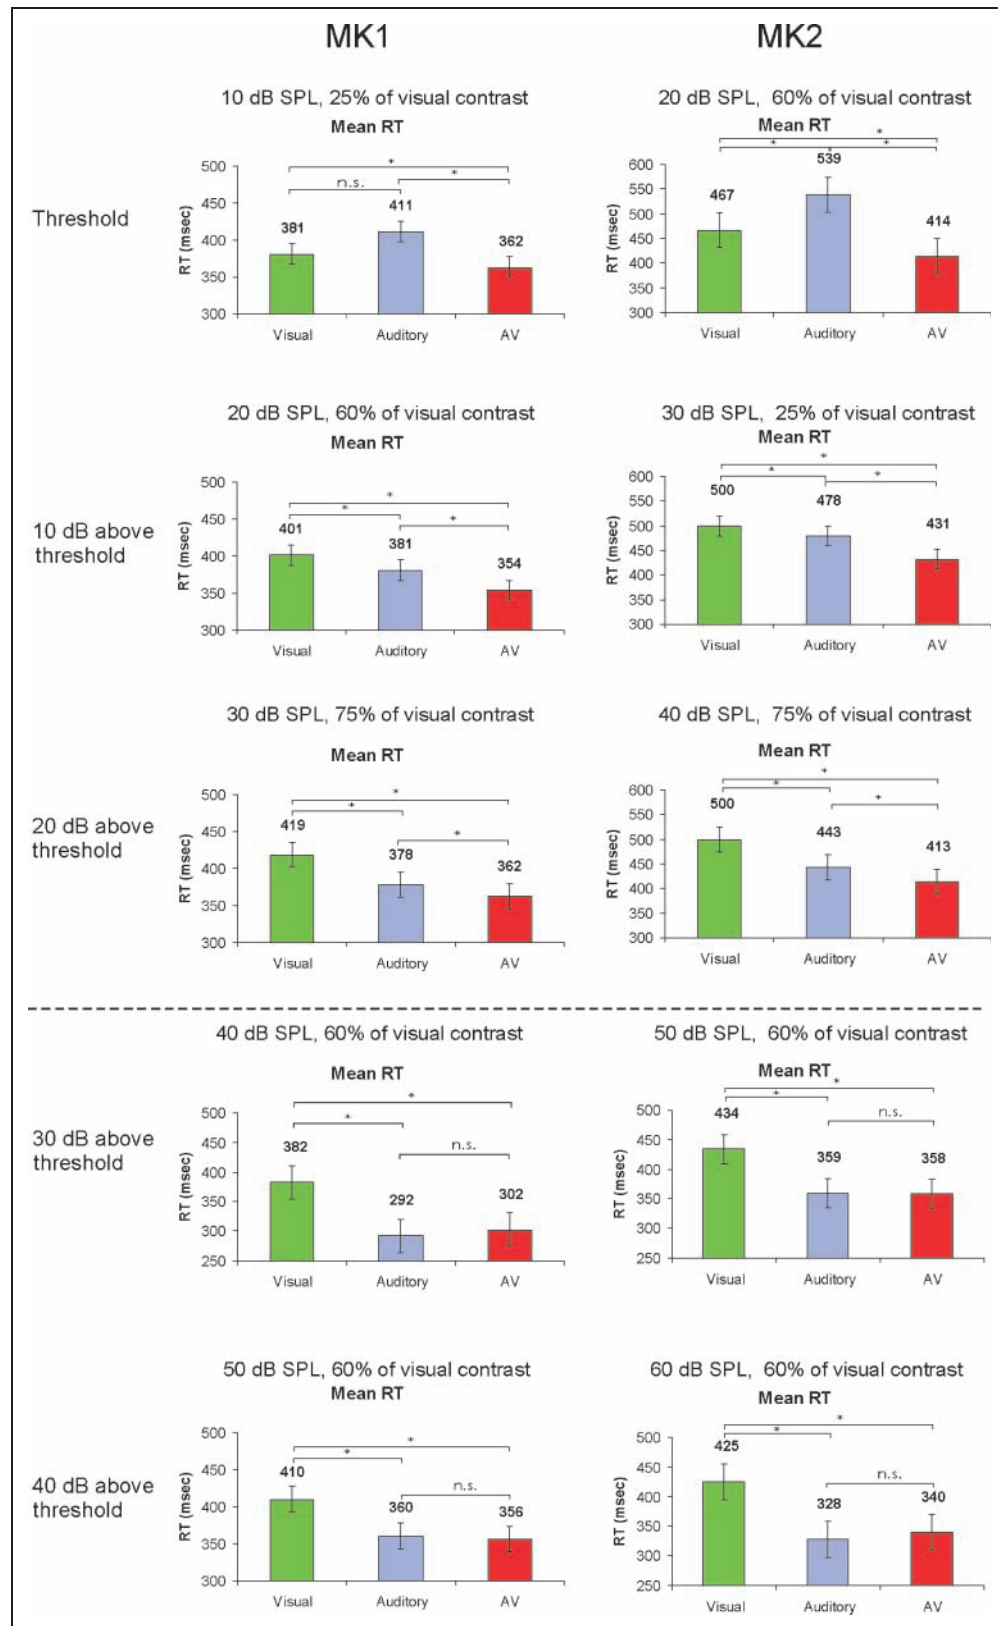 MK1 MK2
10 dB SPL, 25% of visual contrast 20 dB SPL, 60% of visual contrast
Mean RT Mean RT
Threshold
RT (msec) RT (msec)
500 600
450 550
400 500
350 450
300 400
350
300
* * * *
n.s. *
381 411 362 467 539 414
Visual Auditory AV Visual Auditory AV
20 dB SPL, 60% of visual contrast 30 dB SPL, 25% of visual contrast
Mean RT Mean RT
10 dB above
threshold
RT (msec) RT (msec)
500 600
450 550
400 500
350 450
300 400
350
300
* *
* * * *
401 381 354 500 478 431
Visual Auditory AV Visual Auditory AV
30 dB SPL, 75% of visual contrast 40 dB SPL, 75% of visual contrast
Mean RT Mean RT
20 dB above
threshold
RT (msec) RT (msec)
500 600
450 550
400 500
350 450
300 400
350
300
* *
* * * *
419 378 362 500 443 413
Visual Auditory AV Visual Auditory AV
40 dB SPL, 60% of visual contrast 50 dB SPL, 60% of visual contrast
Mean RT Mean RT
30 dB above
threshold
RT (msec) RT (msec)
500 500
450 450
400 400
350 350
300 300
250 250
* *
* n.s. * n.s.
382 292 302 434 359 358
Visual Auditory AV Visual Auditory AV
50 dB SPL, 60% of visual contrast 60 dB SPL, 60% of visual contrast
Mean RT Mean RT
40 dB above
threshold
RT (msec) RT (msec)
500 500
450 450
400 400
350 350
300 300
250
* *
* n.s. * n.s.
410 360 356 425 328 340
Visual Auditory AV Visual Auditory AV